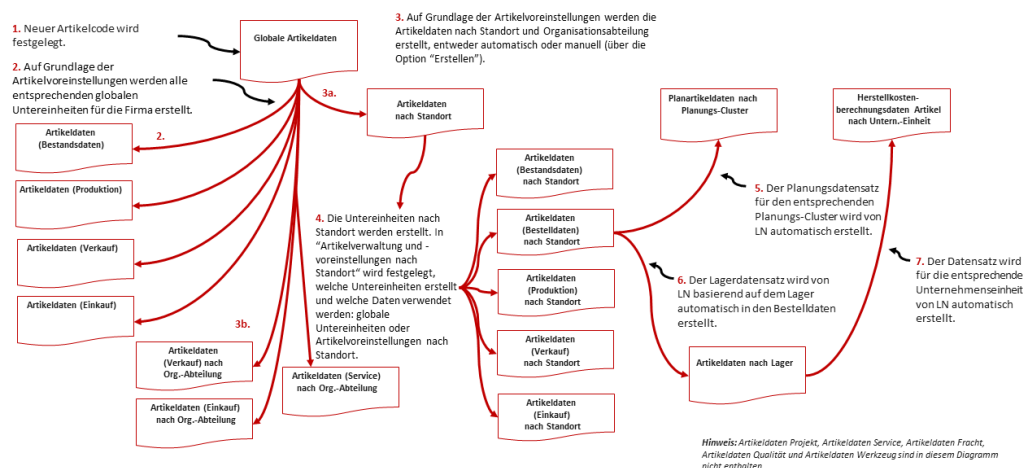 1. Neuer Artikelcode wird
festgelegt.
2. Auf Grundlage der
Artikelvoreinstellungen werden alle
entsprechenden globalen
Untereinheiten für die Firma erstellt.
Globale Artikeldaten
3. Auf Grundlage der Artikelvoreinstellungen werden die
Artikeldaten nach Standort und Organisationsabteilung
erstellt, entweder automatisch oder manuell (über die
Option "Erstellen").
3a.
Artikeldaten
nach Standort
Planartikeldaten nach
Planungs-Cluster
Herstellkosten-
berechnungsdaten Artikel
nach Untern.-Einheit
2.
Artikeldaten
(Bestandsdaten)
Artikeldaten (Produktion)
Artikeldaten (Verkauf)
Artikeldaten (Einkauf)
3b.
Artikeldaten
(Verkauf) nach
Org.-Abteilung
Artikeldaten (Einkauf)
nach Org.-Abteilung
Artikeldaten (Service)
nach Org.-Abteilung
4. Die Untereinheiten nach
Standort werden erstellt. In
"Artikelverwaltung und -
voreinstellungen nach
Standort" wird festgelegt,
welche Untereinheiten erstellt
und welche Daten verwendet
werden: globale
Untereinheiten oder
Artikelvoreinstellungen nach
Standort.
Artikeldaten
(Bestandsdaten)
nach Standort
Artikeldaten
(Bestelldaten)
nach Standort
Artikeldaten
(Produktion)
nach Standort
Artikeldaten
(Verkauf)
nach Standort
Artikeldaten
(Einkauf)
nach Standort
5. Der Planungsdatensatz
für den entsprechenden
Planungs-Cluster wird von
LN automatisch erstellt.
6. Der Lagerdatensatz wird von
LN basierend auf dem Lager
automatisch in den Bestelldaten
erstellt.
7. Der Datensatz wird
für die entsprechende
Unternehmenseinheit
von LN automatisch
erstellt.
Artikeldaten nach Lager
Hinweis: Artikeldaten Projekt, Artikeldaten Service, Artikeldaten Fracht,
Artikeldaten Qualität und Artikeldaten Werkzeug sind in diesem Diagramm
nicht enthalten